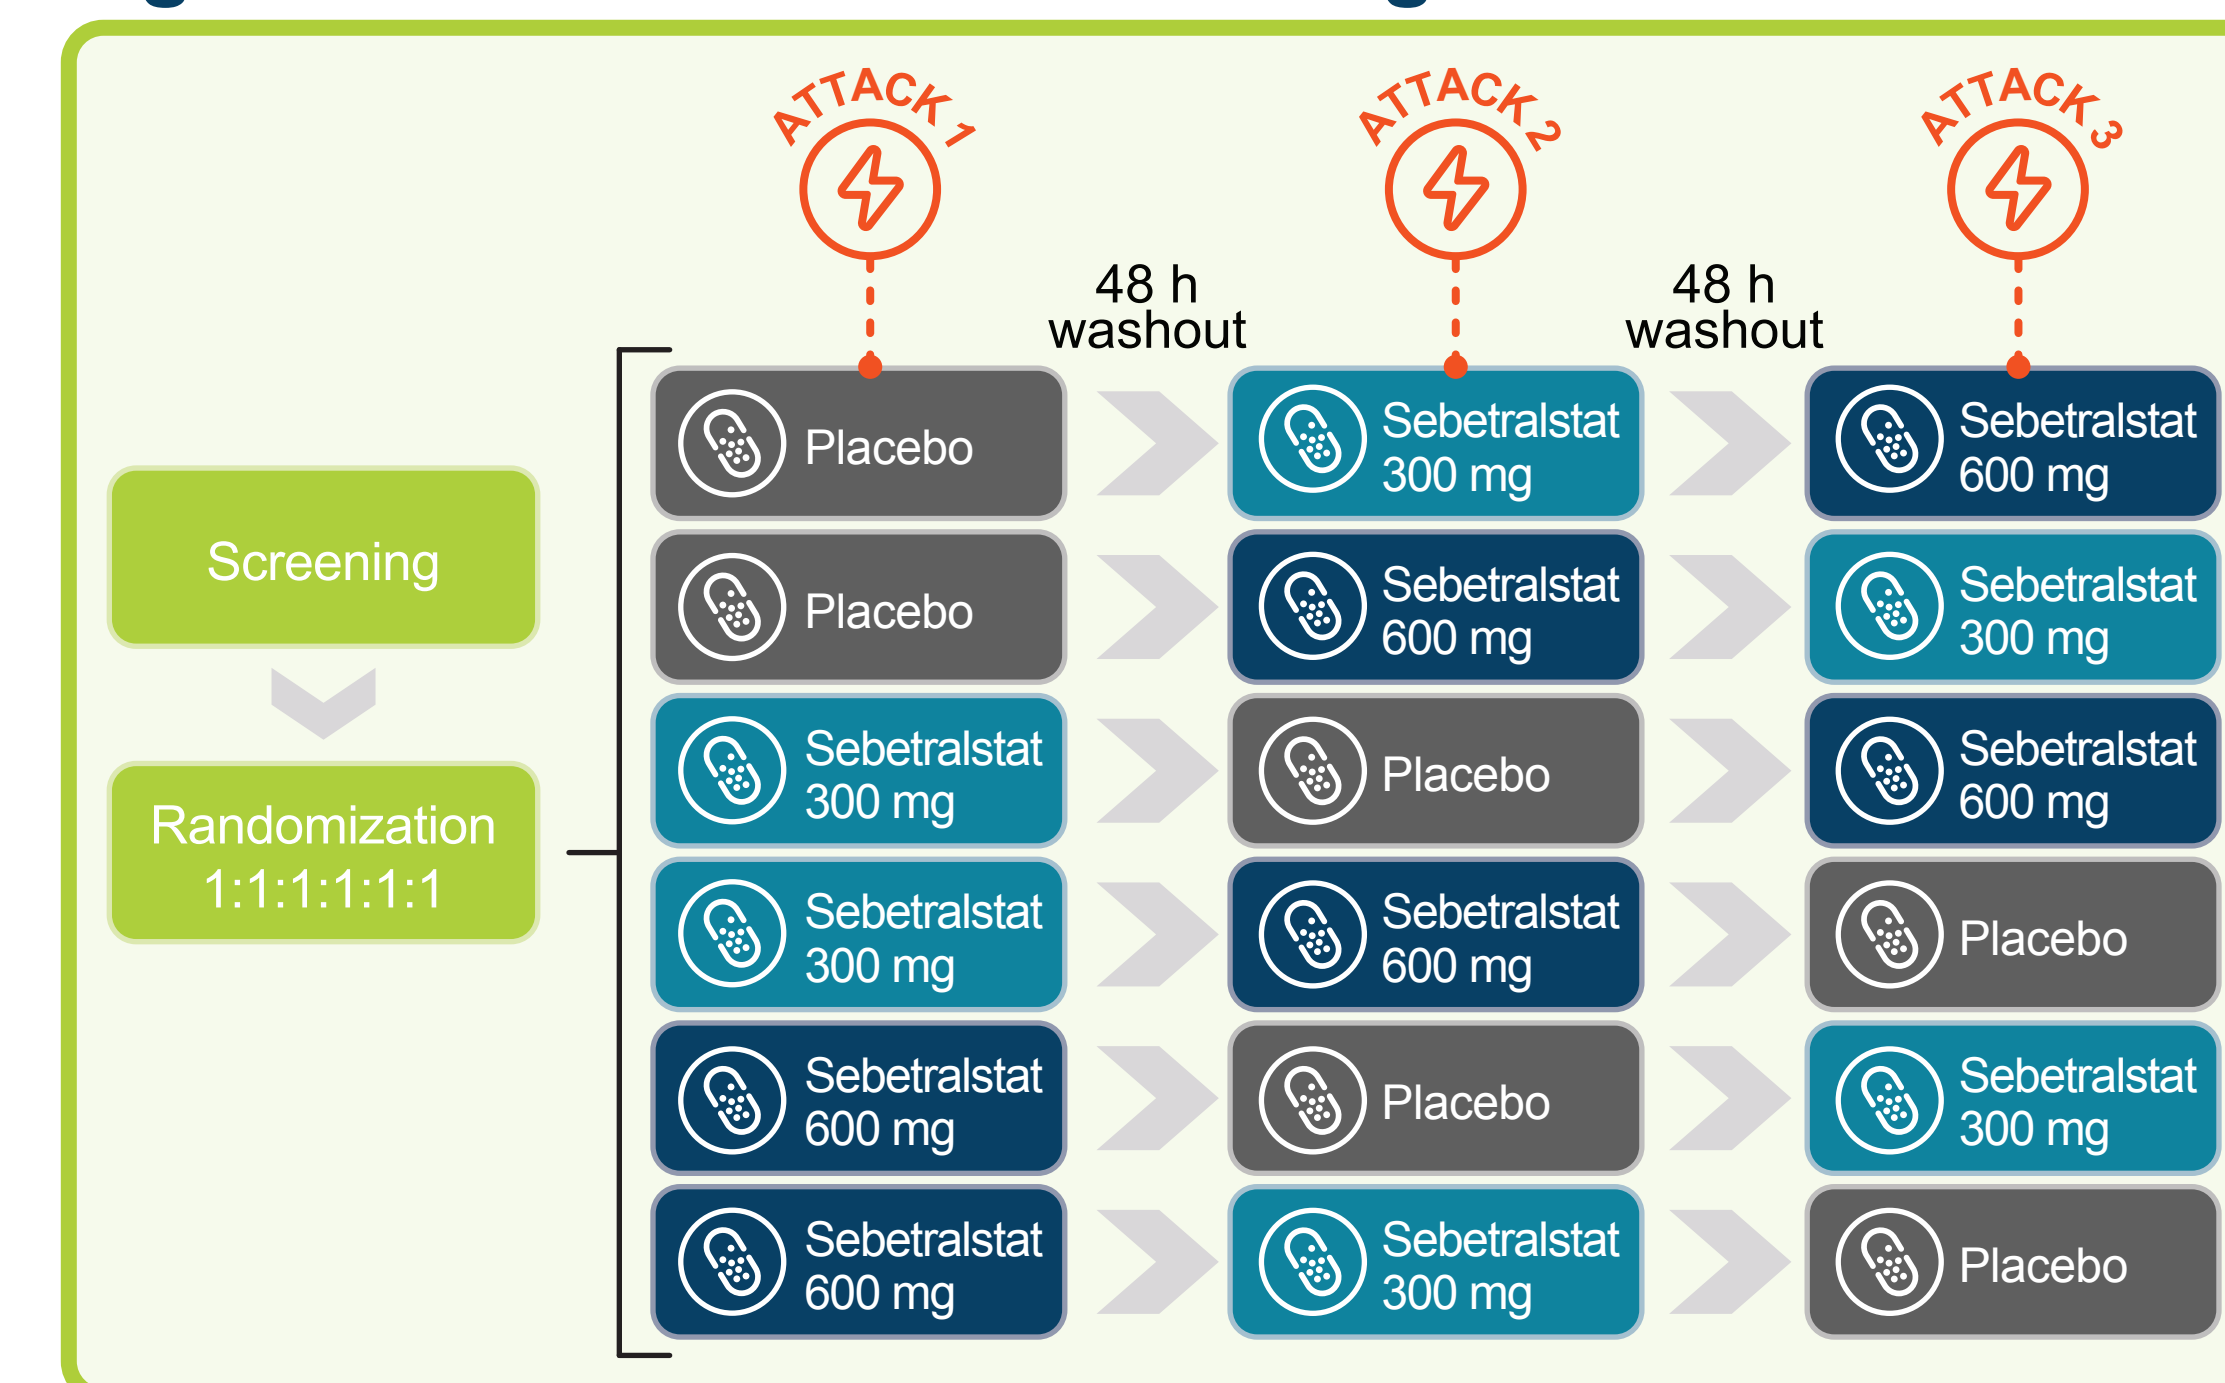 ATTACK 1
ATTACK 2
ATTACK 3
48 h
washout
48 h
washout
Screening
Randomization
1:1:1:1:1:1
Placebo
Sebetralstat
300 mg
Sebetralstat
600 mg
Placebo
Sebetralstat
600 mg
Sebetralstat
300 mg
Sebetralstat
300 mg
Placebo
Sebetralstat
600 mg
Sebetralstat
300 mg
Sebetralstat
600 mg
Placebo
Sebetralstat
600 mg
Placebo
Sebetralstat
300 mg
Sebetralstat
600 mg
Sebetralstat
300 mg
Placebo